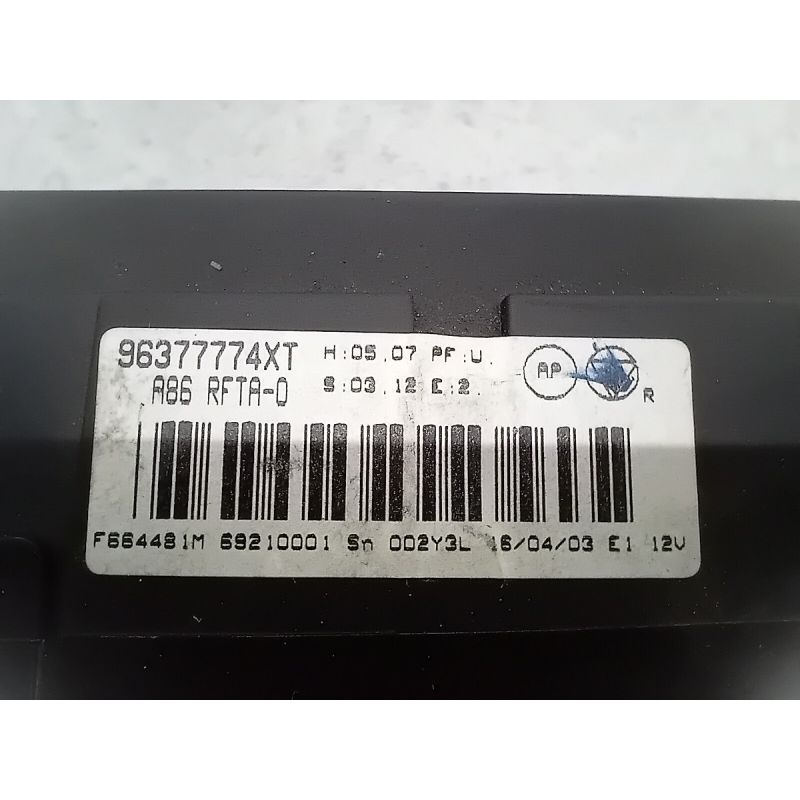 96377774XT H:05.07 PF:U.
A86 RFTA-0 S:03.12 E:2.
AP
R
F664481M 69210001 Sn 002Y3L 16/04/03 E1 12V